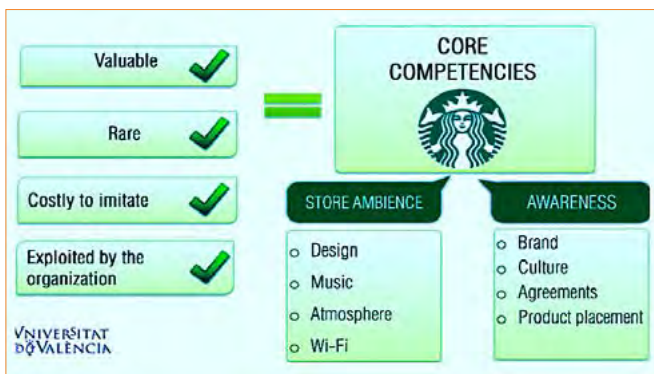 Valuable
Rare
Costly to imitate
Exploited by the
organization
VNIVERSITAT
DÕVALÈNCIA
CORE
COMPETENCIES
STORE AMBIENCE
Design
Music
Atmosphere
Wi-Fi
AWARENESS
Brand
Culture
Agreements
Product placement